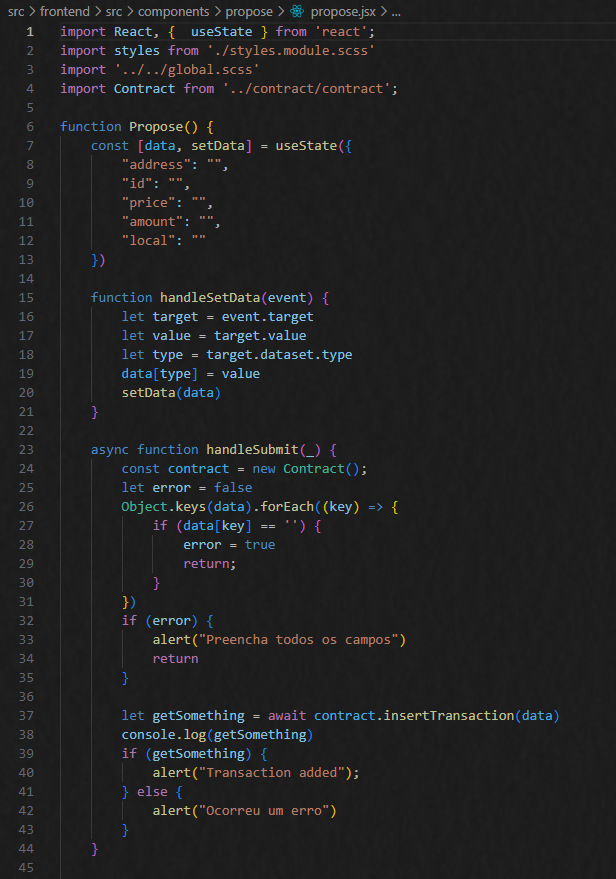 src > frontend > src > components > propose > propose.jsx > ...
1 import React, {  useState } from 'react';
2 import styles from './styles.module.scss'
3 import '../../global.scss'
4 import Contract from '../contract/contract';
5
6 function Propose() {
7     const [data, setData] = useState({
8         "address": "",
9         "id": "",
10         "price": "",
11         "amount": "",
12         "local": ""
13     })
14
15     function handleSetData(event) {
16         let target = event.target
17         let value = target.value
18         let type = target.dataset.type
19         data[type] = value
20         setData(data)
21     }
22
23     async function handleSubmit(_) {
24         const contract = new Contract();
25         let error = false
26         Object.keys(data).forEach((key) => {
27             if (data[key] == '') {
28                 error = true
29                 return;
30             }
31         })
32         if (error) {
33             alert("Preencha todos os campos")
34             return
35         }
36
37         let getSomething = await contract.insertTransaction(data)
38         console.log(getSomething)
39         if (getSomething) {
40             alert("Transaction added");
41         } else {
42             alert("Ocorreu um erro")
43         }
44     }
45